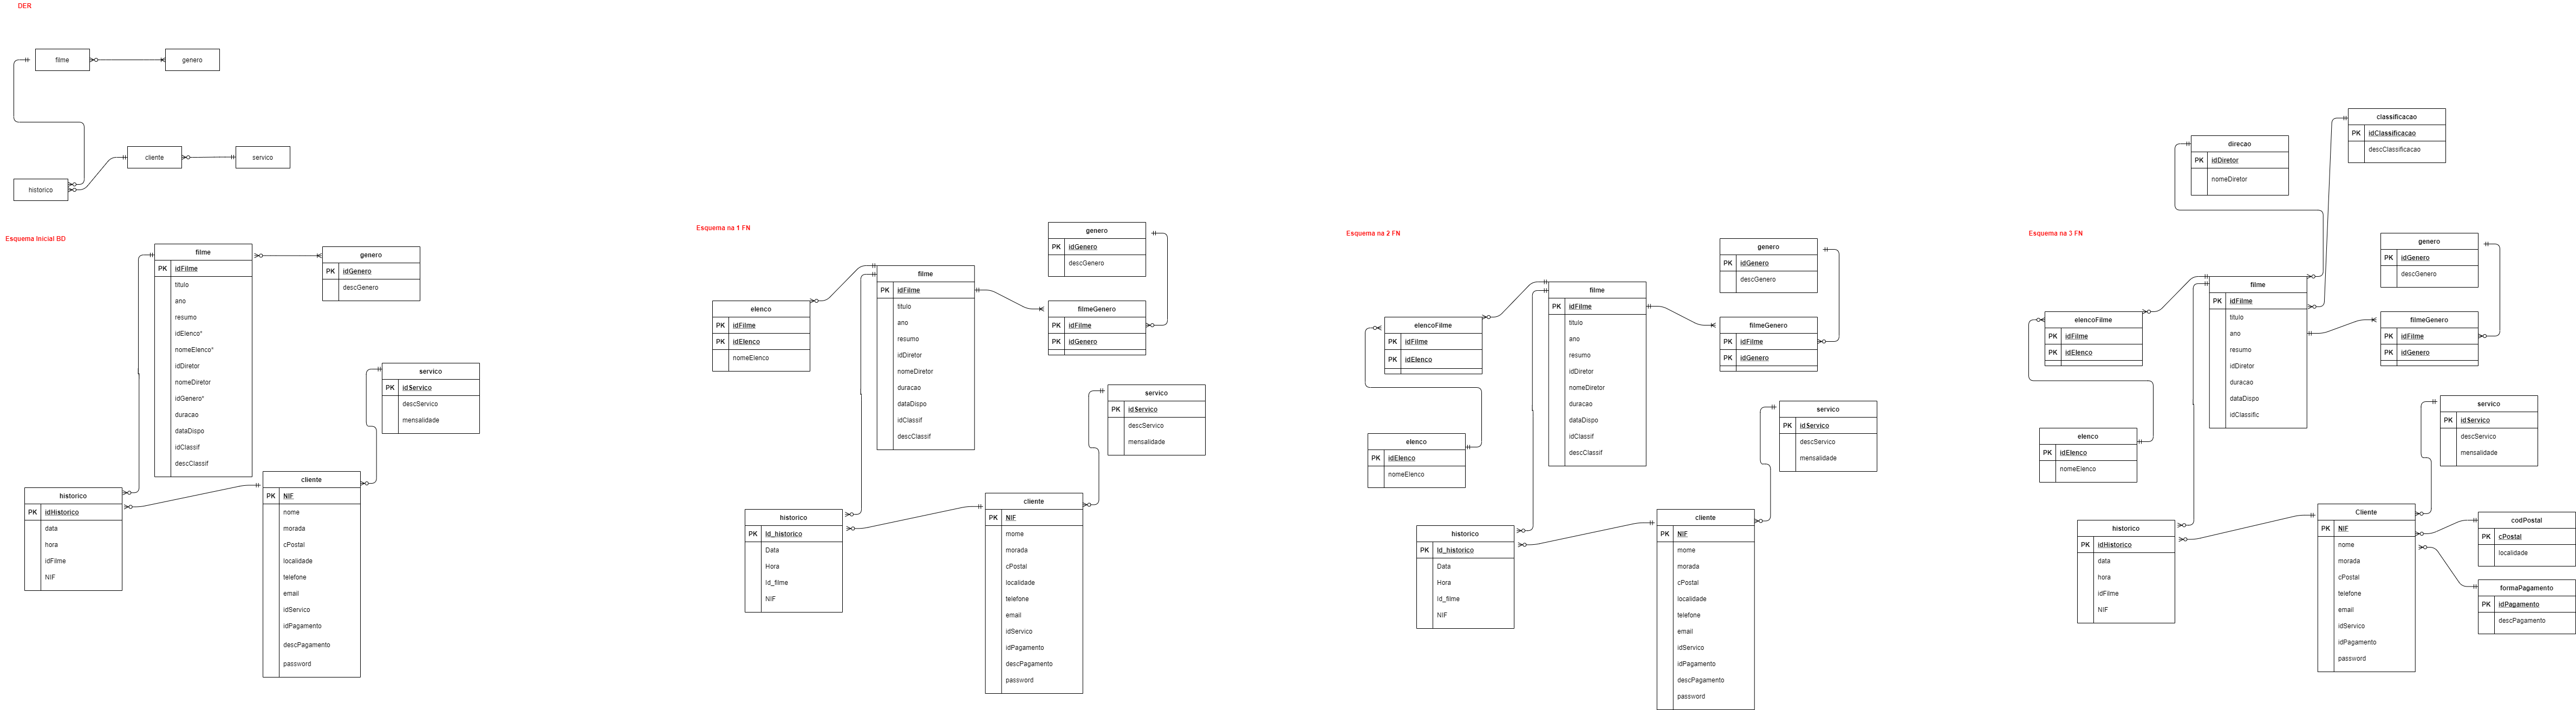 DER
filme
genero
cliente
servico
historico
Esquema Inicial BD
filme
PK idFilme
titulo
ano
resumo
idElenco*
nomeElenco*
idDiretor
nomeDiretor
idGenero*
duracao
dataDispo
idClassif
descClassif
genero
PK idGenero
descGenero
servico
PK idServico
descServico
mensalidade
historico
PK idHistorico
data
hora
idFilme
NIF
cliente
PK NIF
nome
morada
cPostal
localidade
telefone
email
idServico
idPagamento
descPagamento
password
Esquema na 1 FN
genero
PK idGenero
descGenero
filme
PK idFilme
titulo
ano
resumo
idDiretor
nomeDiretor
duracao
dataDispo
idClassif
descClassif
elenco
PK idFilme
PK idElenco
nomeElenco
filmeGenero
PK idFilme
PK idGenero
servico
PK idServico
descServico
mensalidade
historico
PK Id_historico
Data
Hora
Id_filme
NIF
cliente
PK NIF
mome
morada
cPostal
localidade
telefone
email
idServico
idPagamento
descPagamento
password
Esquema na 2 FN
genero
PK idGenero
descGenero
filme
PK idFilme
titulo
ano
resumo
idDiretor
nomeDiretor
duracao
dataDispo
idClassif
descClassif
elencoFilme
PK idFilme
PK idElenco
filmeGenero
PK idFilme
PK idGenero
elenco
PK idElenco
nomeElenco
servico
PK idServico
descServico
mensalidade
historico
PK Id_historico
Data
Hora
Id_filme
NIF
cliente
PK NIF
mome
morada
cPostal
localidade
telefone
email
idServico
idPagamento
descPagamento
password
Esquema na 3 FN
classificacao
PK idClassificacao
descClassificacao
direcao
PK idDiretor
nomeDiretor
genero
PK idGenero
descGenero
filme
PK idFilme
titulo
ano
resumo
idDiretor
duracao
dataDispo
idClassific
elencoFilme
PK idFilme
PK idElenco
filmeGenero
PK idFilme
PK idGenero
elenco
PK idElenco
nomeElenco
servico
PK idServico
descServico
mensalidade
historico
PK idHistorico
data
hora
idFilme
NIF
Cliente
PK NIF
nome
morada
cPostal
telefone
email
idServico
idPagamento
password
codPostal
PK cPostal
localidade
formaPagamento
PK idPagamento
descPagamento